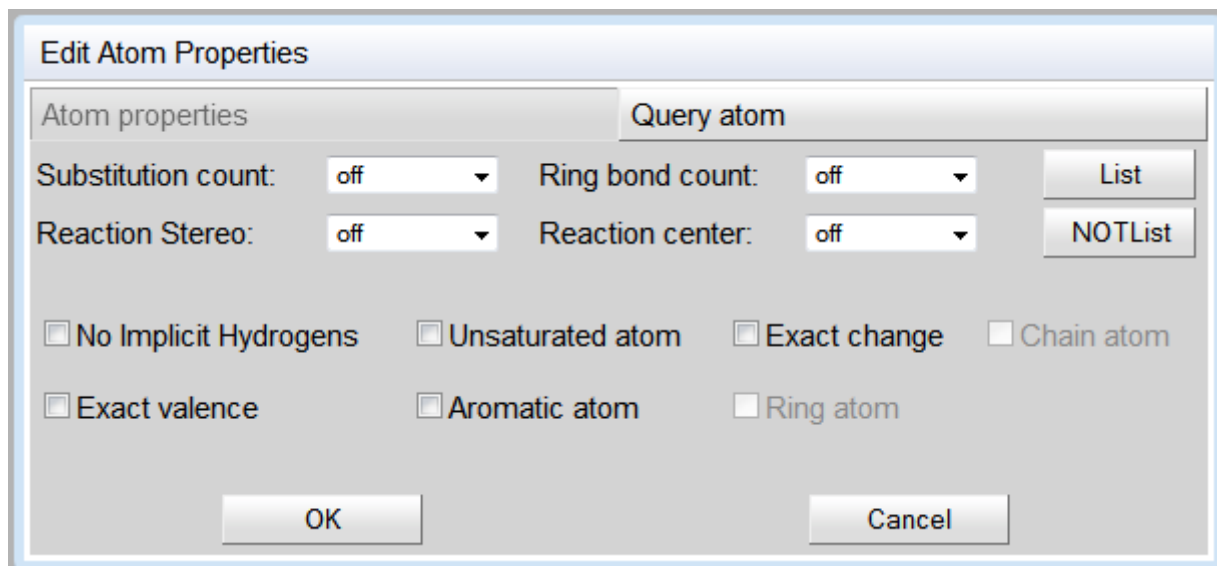 Edit Atom Properties
Atom properties Query atom
Substitution count: off Ring bond count: off List
Reaction Stereo: off Reaction center: off NOTList
No Implicit Hydrogens Unsaturated atom Exact change Chain atom
Exact valence Aromatic atom Ring atom
OK Cancel